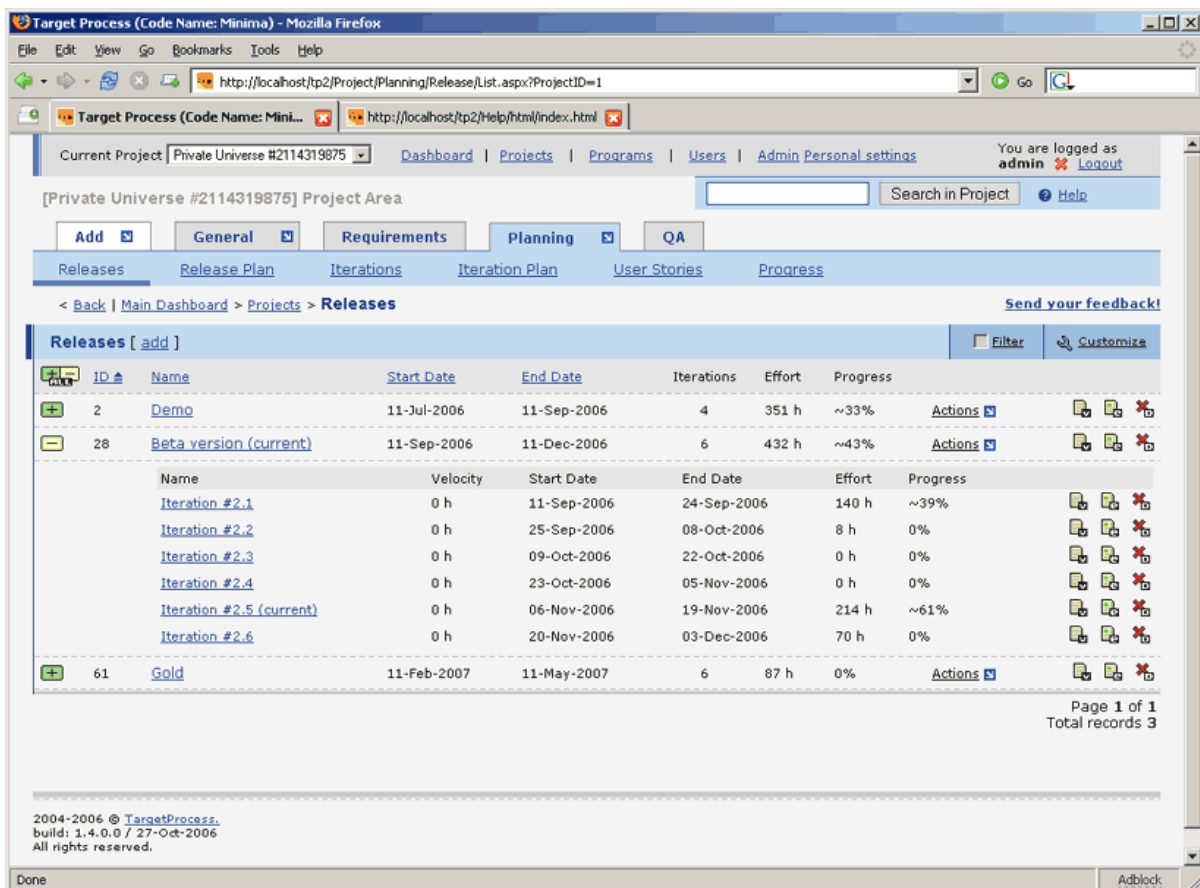 Target Process (Code Name: Minima) - Mozilla Firefox
File Edit View Go Bookmarks Tools Help
http://localhost/tp2/Project/Planning/Release/List.aspx?ProjectID=1 Go G
Target Process (Code Name: Mini... http://localhost/tp2/Help/html/index.html
Current Project Private Universe #2114319875 Dashboard | Projects | Programs | Users | Admin Personal settings You are logged as
admin Logout
[Private Universe #2114319875] Project Area Search in Project Help
Add General Requirements Planning QA
Releases Release Plan Iterations Iteration Plan User Stories Progress
< Back | Main Dashboard > Projects > Releases Send your feedback!
Releases [ add ] Filter Customize
ALL ID Name Start Date End Date Iterations Effort Progress
2 Demo 11-Jul-2006 11-Sep-2006 4 351 h ~33% Actions
28 Beta version (current) 11-Sep-2006 11-Dec-2006 6 432 h ~43% Actions
Name Velocity Start Date End Date Effort Progress
Iteration #2.1 0 h 11-Sep-2006 24-Sep-2006 140 h ~39%
Iteration #2.2 0 h 25-Sep-2006 08-Oct-2006 8 h 0%
Iteration #2.3 0 h 09-Oct-2006 22-Oct-2006 0 h 0%
Iteration #2.4 0 h 23-Oct-2006 05-Nov-2006 0 h 0%
Iteration #2.5 (current) 0 h 06-Nov-2006 19-Nov-2006 214 h ~61%
Iteration #2.6 0 h 20-Nov-2006 03-Dec-2006 70 h 0%
61 Gold 11-Feb-2007 11-May-2007 6 87 h 0% Actions
Page 1 of 1
Total records 3
2004-2006 © TargetProcess.
build: 1.4.0.0 / 27-Oct-2006
All rights reserved.
Done Adblock